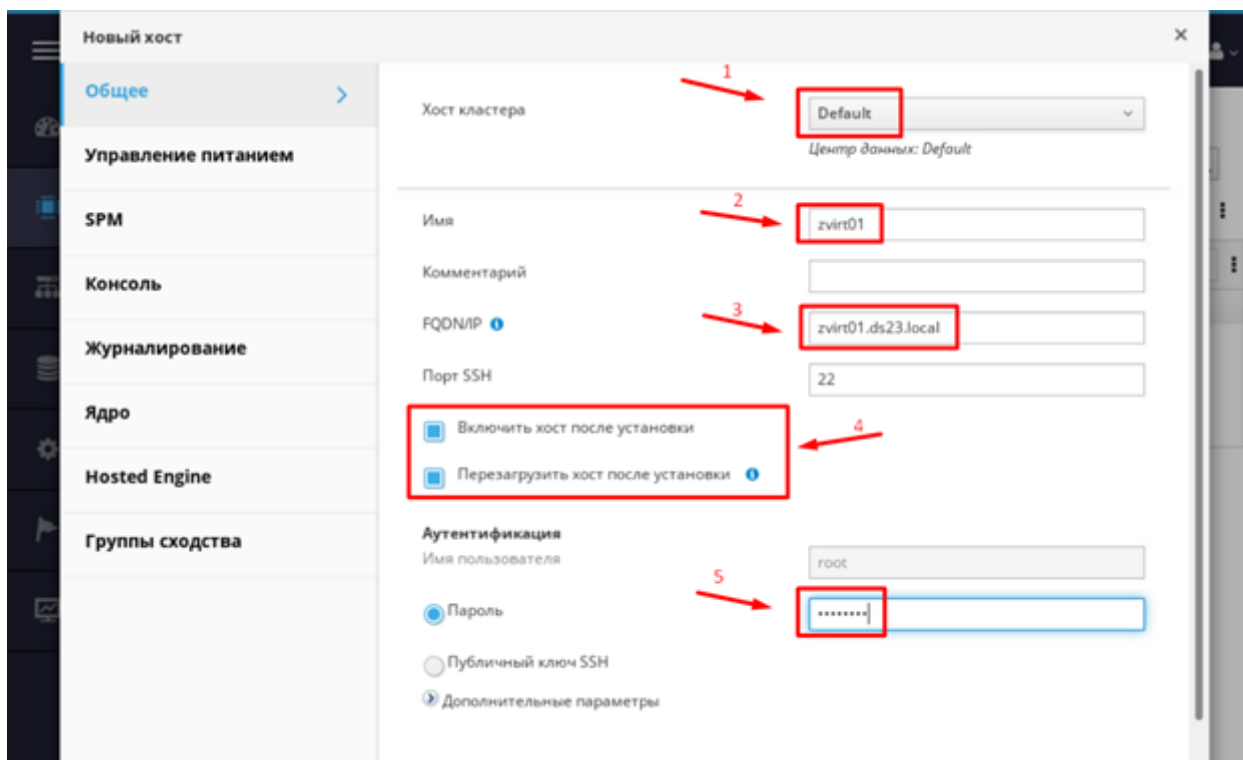 Новый хост
×
Общее
Управление питанием
SPM
Консоль
Журналирование
Ядро
Hosted Engine
Группы сходства
1
Хост кластера
Default
Центр данных: Default
2
Имя
zvirt01
Комментарий
3
FQDN/IP
zvirt01.ds23.local
Порт SSH
22
Включить хост после установки
4
Перезагрузить хост после установки
Аутентификация
Имя пользователя
root
5
Пароль
••••••••
Публичный ключ SSH
Дополнительные параметры